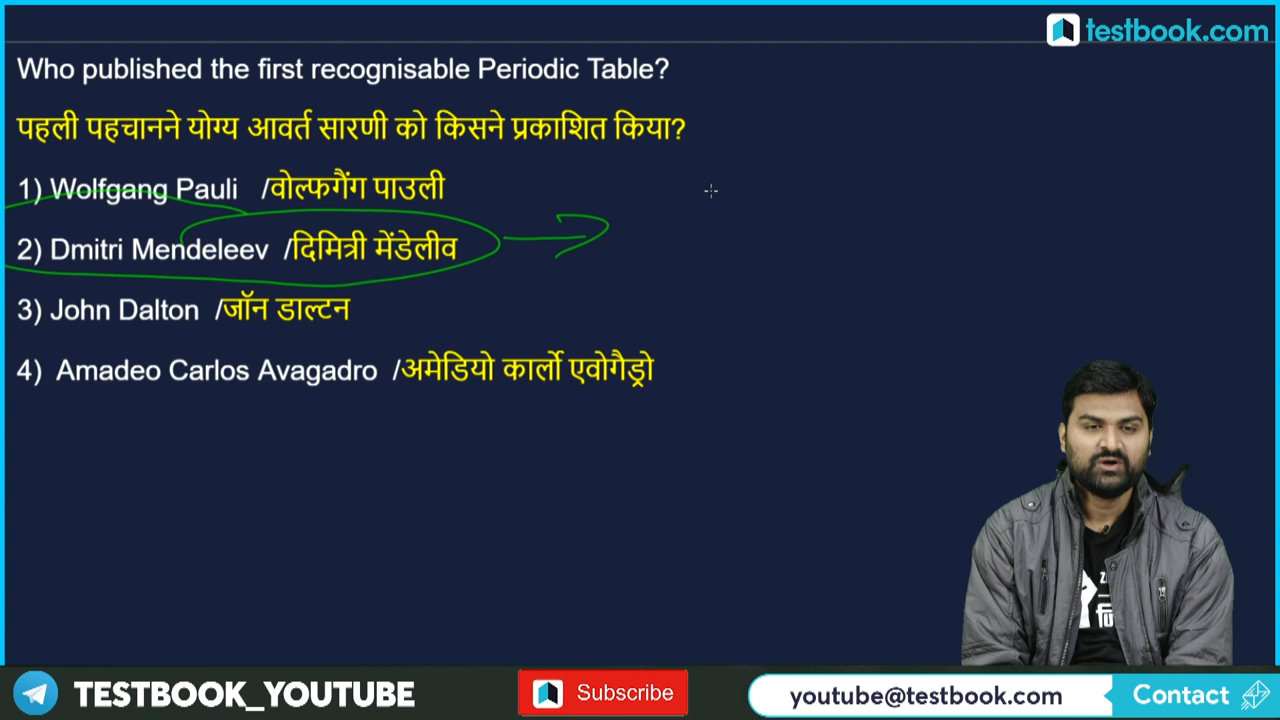 testbook.com
Who published the first recognisable Periodic Table?
पहली पहचानने योग्य आवर्त सारणी को किसने प्रकाशित किया?
1) Wolfgang Pauli /वोल्फगैंग पाउली
2) Dmitri Mendeleev /दिमित्री मेंडेलीव
3) John Dalton /जॉन डाल्टन
4) Amadeo Carlos Avagadro /अमेडियो कार्लो एवोगैड्रो
TESTBOOK_YOUTUBE
Subscribe
youtube@testbook.com
Contact